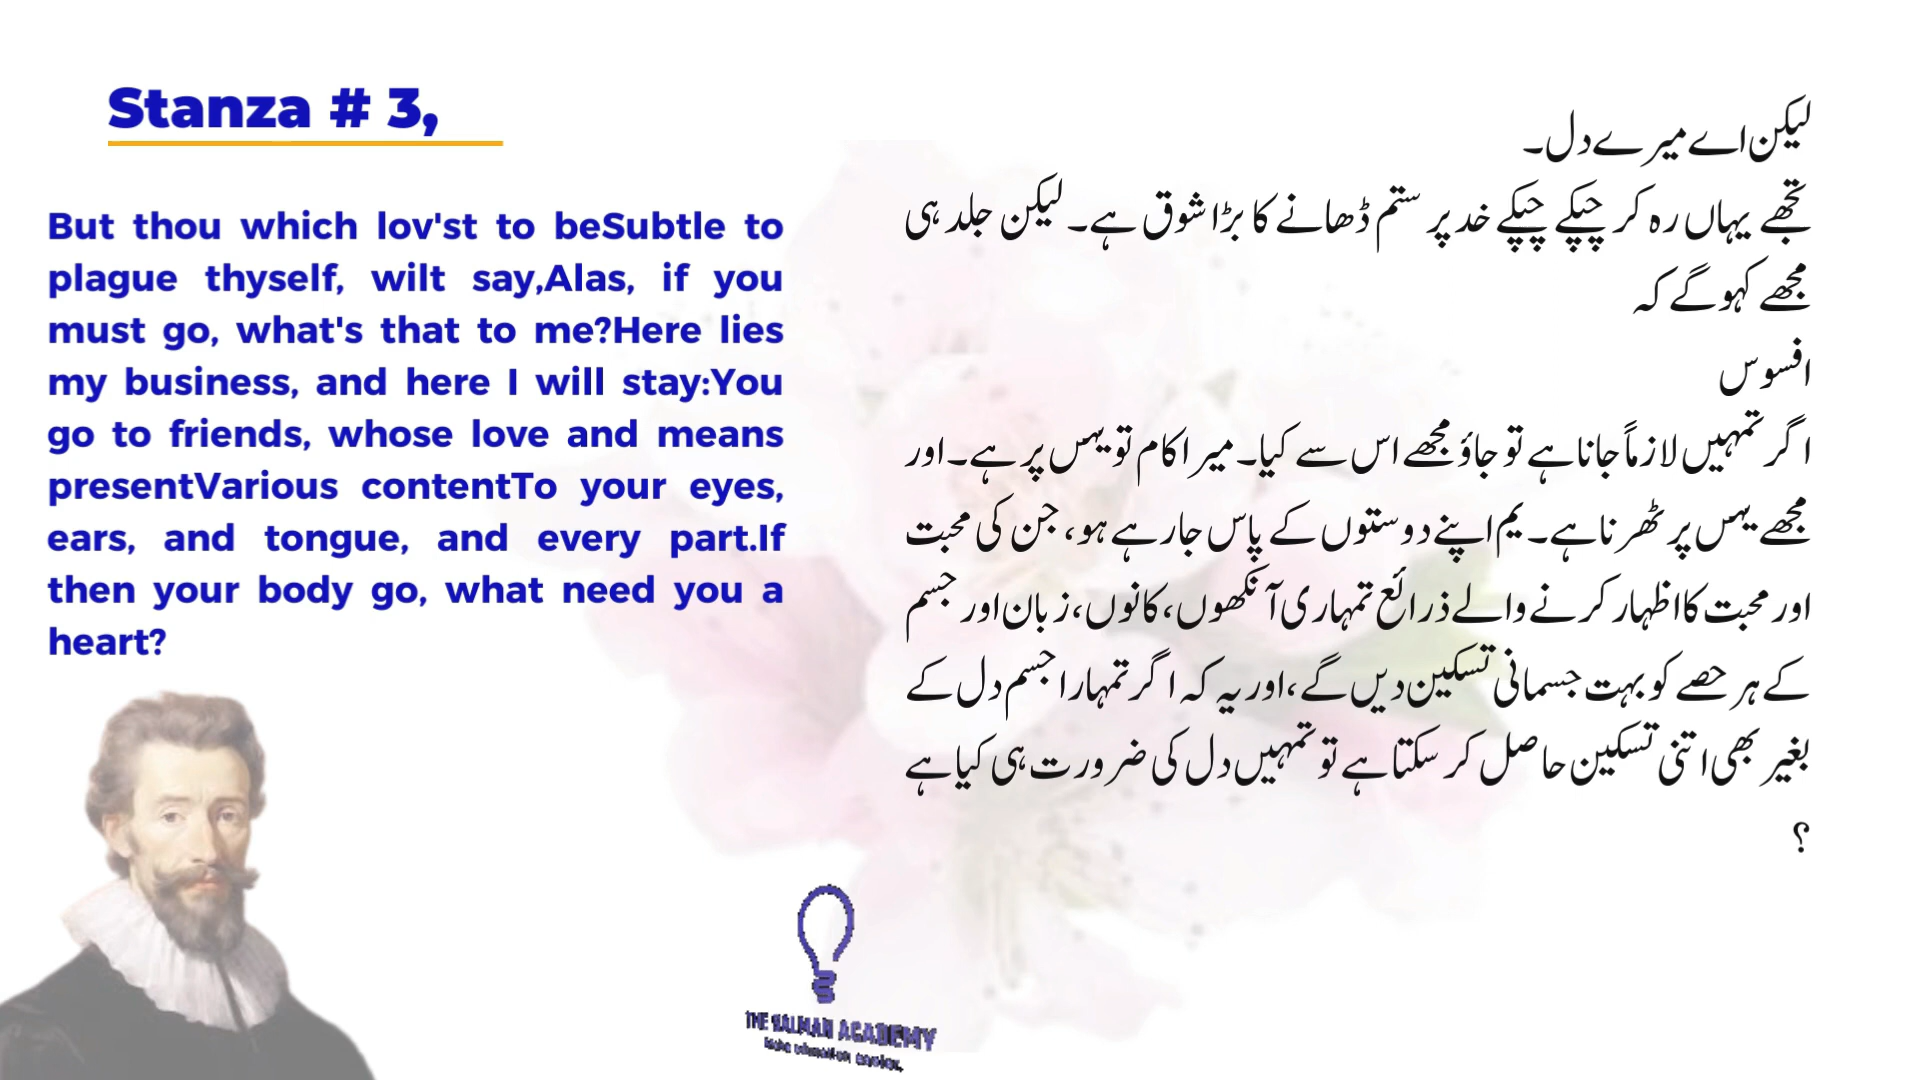 Stanza # 3,
But thou which lov'st to beSubtle to
plague thyself, wilt say,Alas, if you
must go, what's that to me?Here lies
my business, and here I will stay:You
go to friends, whose love and means
presentVarious contentTo your eyes,
ears, and tongue, and every part.If
then your body go, what need you a
heart?
لیکن اے میرے دل۔
تجھے یہاں رہ کر چپکے چپکے خد پر ستم ڈھانے کا بڑا شوق ہے۔ لیکن جلد ہی
مجھے کہو گے کہ
افسوس
اگر تمہیں لازماً جانا ہے تو جاؤ مجھے اس سے کیا۔ میرا کام تو یہس پر ہے۔ اور
مجھے یہس پر ٹھرنا ہے۔ یم اپنے دوستوں کے پاس جا رہے ہو، جن کی محبت
اور محبت کا اظہار کرنے والے ذرائع تمہاری آنکھوں، کانوں، زبان اور جسم
کے ہر حصے کو بہت جسمانی تسکین دیں گے، اور یہ کہ اگر تمہارا جسم دل کے
بغیر بھی اتنی تسکین حاصل کر سکتا ہے تو تمہیں دل کی ضرورت ہی کیا ہے
؟
THE SALMAN ACADEMY